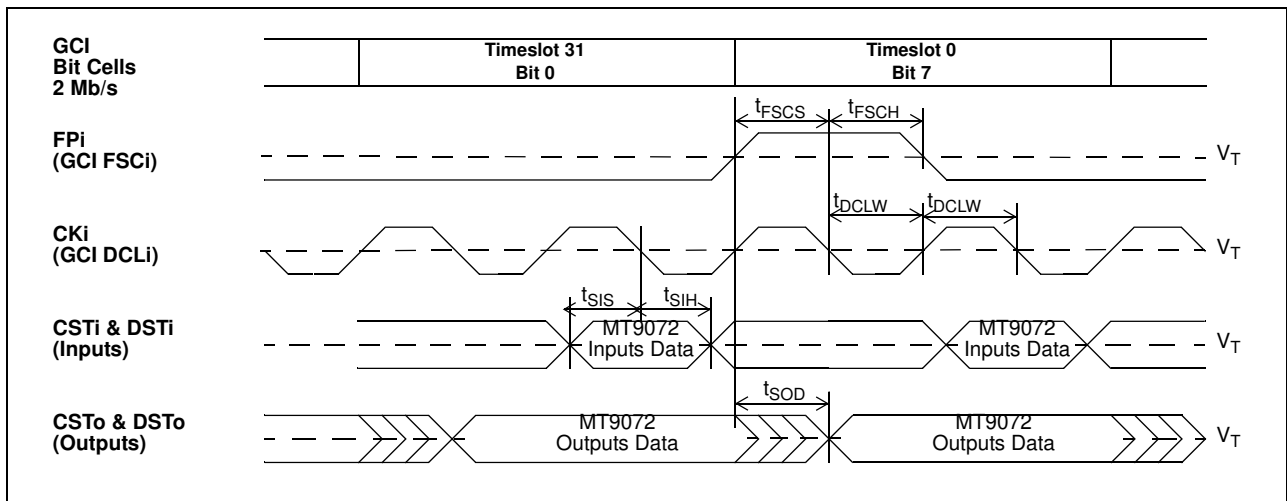 GCI
Bit Cells
2 Mb/s
Timeslot 31
Bit 0
Timeslot 0
Bit 7
tFSCS
tFSCH
FPi
(GCI FSCi)
VT
tDCLW
tDCLW
CKi
(GCI DCLi)
VT
tSIS
tSIH
CSTi & DSTi
(Inputs)
MT9072
Inputs Data
MT9072
Inputs Data
VT
tSOD
CSTo & DSTo
(Outputs)
MT9072
Outputs Data
MT9072
Outputs Data
VT